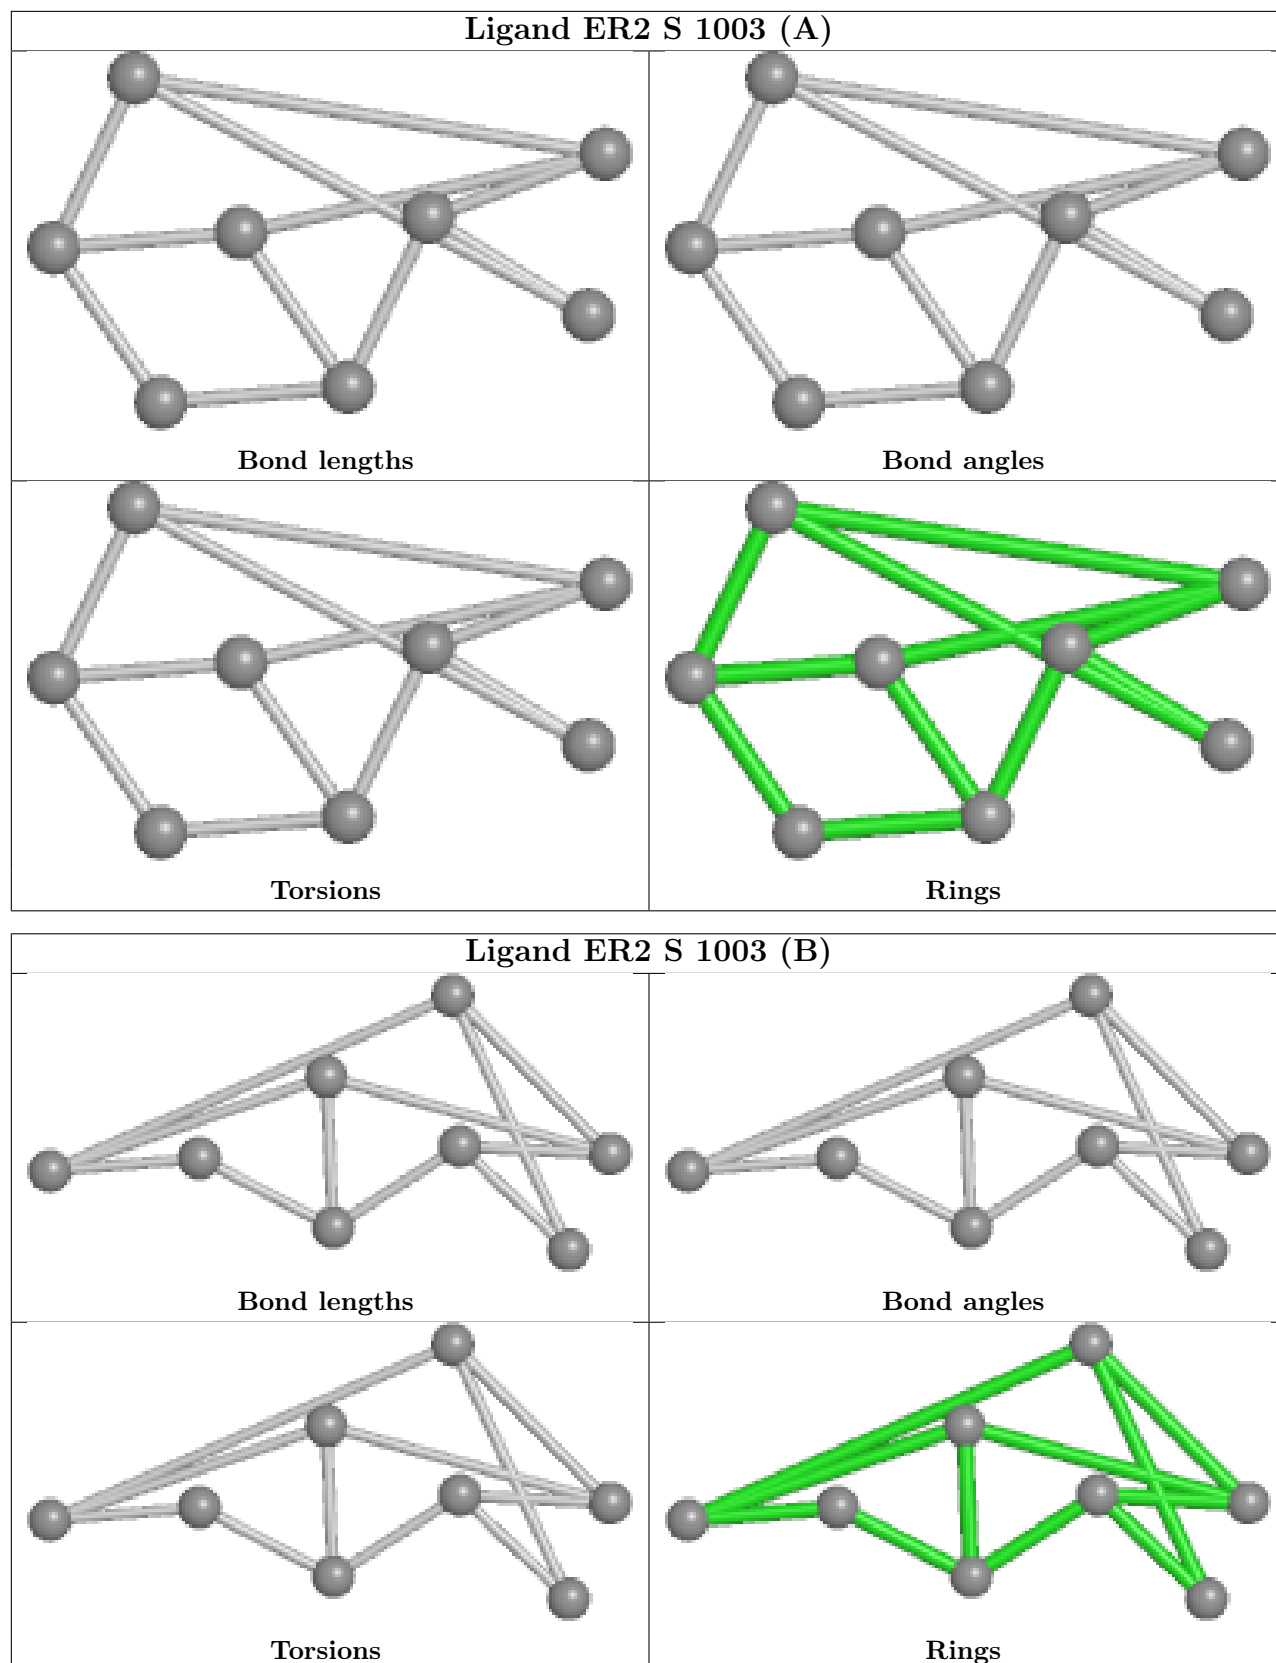 Ligand ER2 S 1003 (A)
Bond lengths
Bond angles
Torsions
Rings
Ligand ER2 S 1003 (B)
Bond lengths
Bond angles
Torsions
Rings